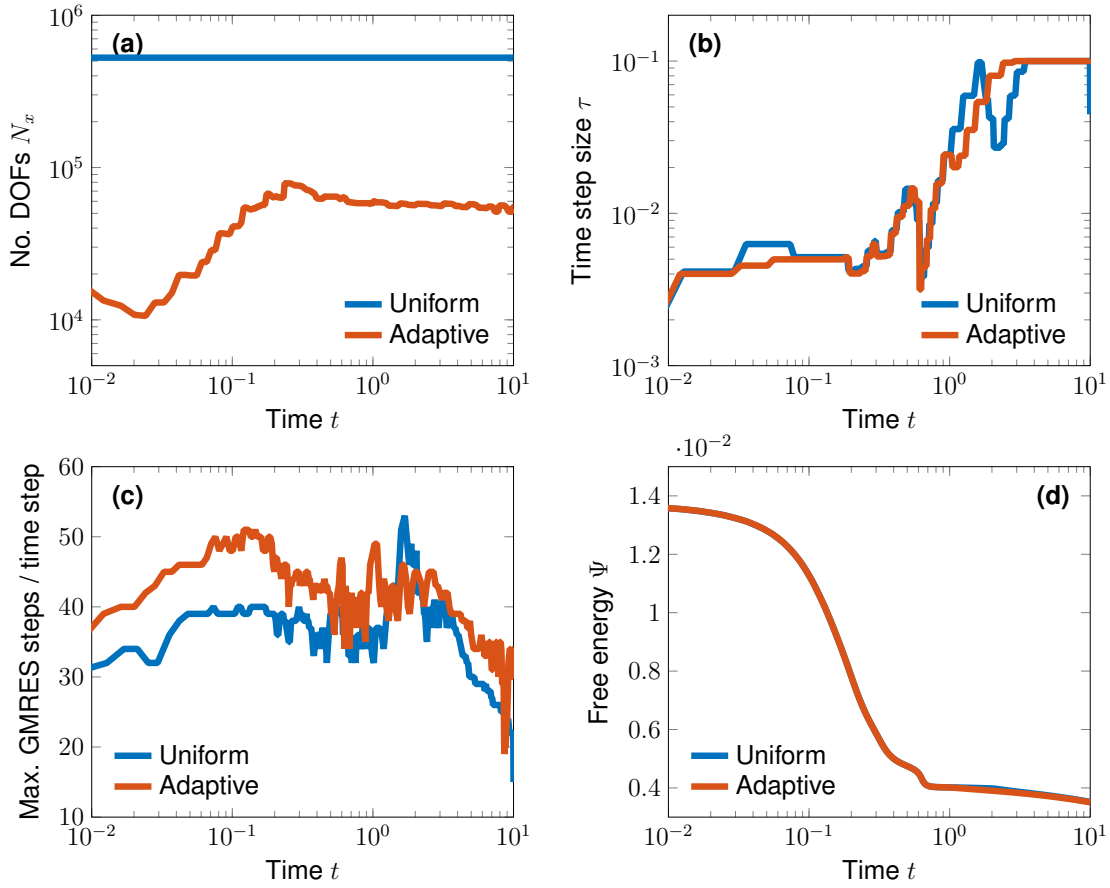 (a)
10^6
10^5
10^4
No. DOFs N_x
Uniform
Adaptive
10^−2
10^−1
10^0
10^1
Time t
(b)
10^−1
10^−2
10^−3
Time step size τ
Uniform
Adaptive
10^−2
10^−1
10^0
10^1
Time t
(c)
60
50
40
30
20
10
Max. GMRES steps / time step
Uniform
Adaptive
10^−2
10^−1
10^0
10^1
Time t
·10^−2
(d)
1.4
1.2
1
0.8
0.6
0.4
Free energy Ψ
Uniform
Adaptive
10^−2
10^−1
10^0
10^1
Time t